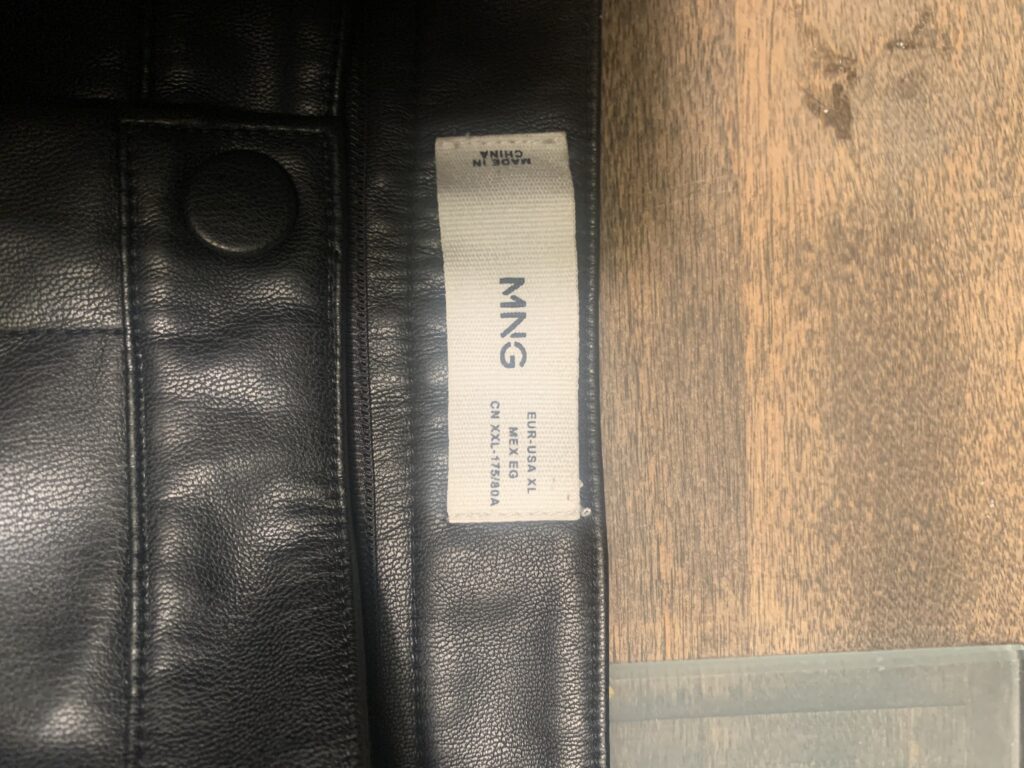 MADE IN
CHINA
MNG
EUR-USA XL
MEX EG
CN XXL-175/80A